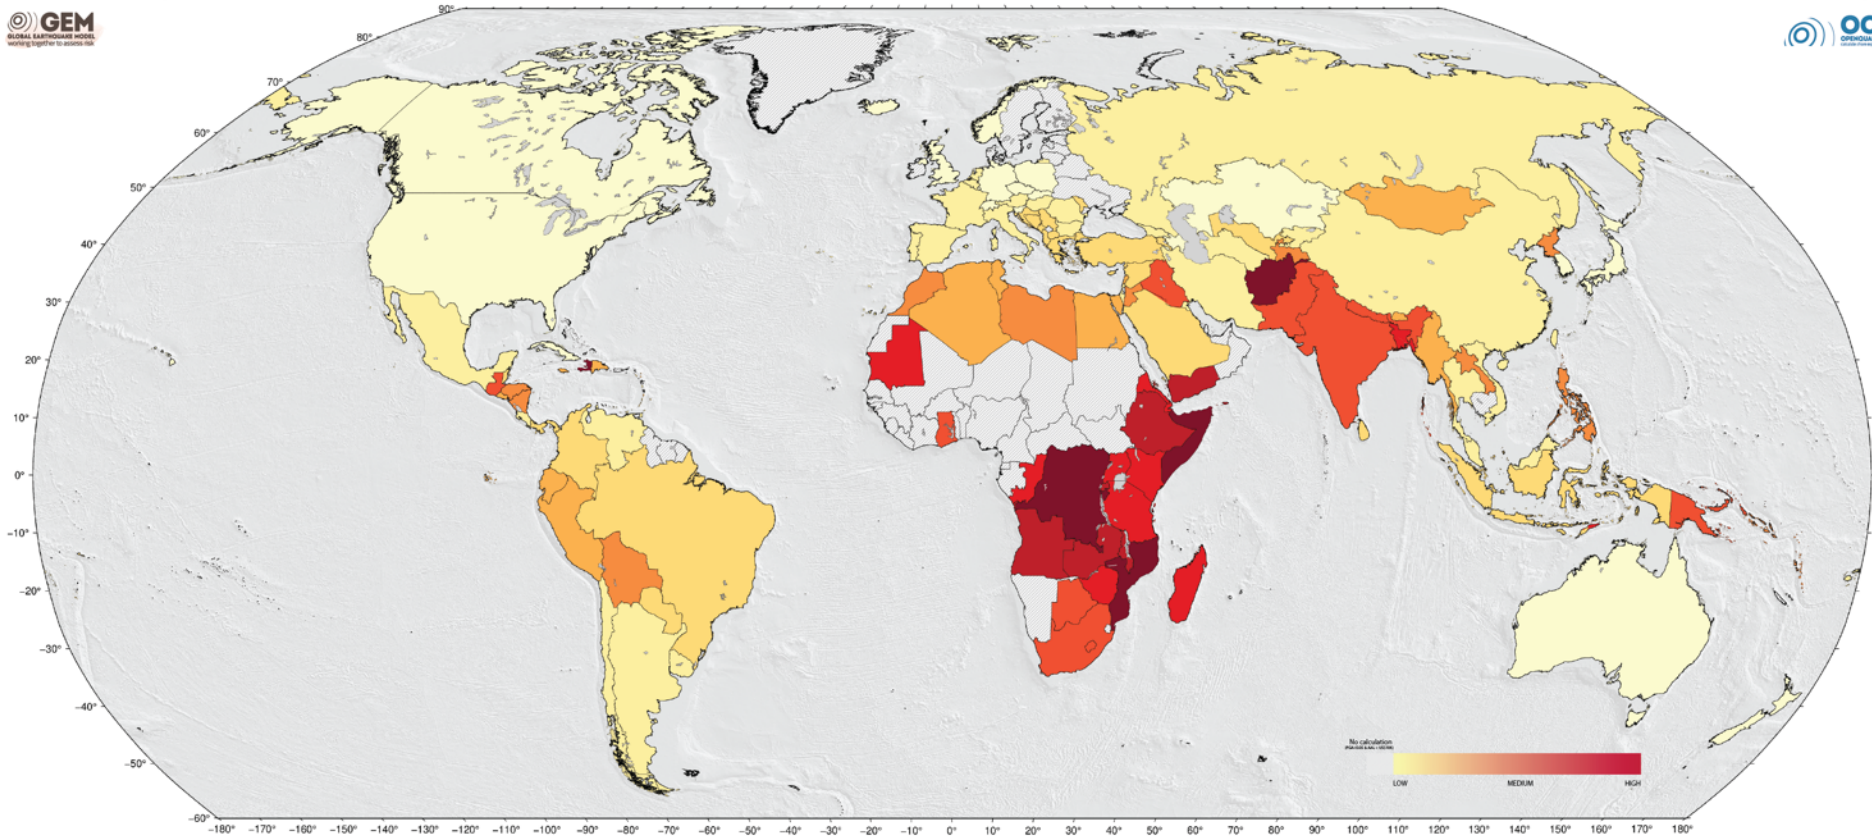 GEM
GLOBAL EARTHQUAKE MODEL
working together to assess risk
OC
OPENQUA
90°
80°
70°
60°
50°
40°
30°
20°
10°
0°
−10°
−20°
−30°
−40°
−50°
−60°
No calculation
LOW
MEDIUM
HIGH
−180° −170° −160° −150° −140° −130° −120° −110° −100° −90° −80° −70° −60° −50° −40° −30° −20° −10° 0° 10° 20° 30° 40° 50° 60° 70° 80° 90° 100° 110° 120° 130° 140° 150° 160° 170° 180°